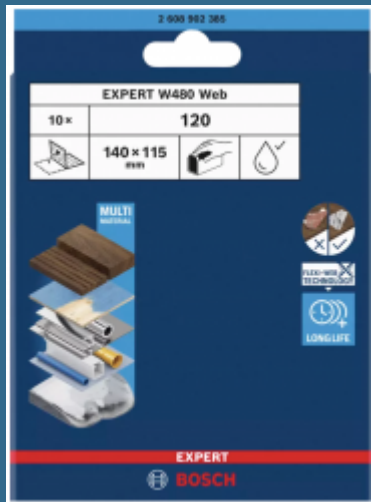 2 608 902 385
EXPERT W480 Web
10×
120
140 × 115
mm
MULTI
MATERIAL
FLEXI-WEB
TECHNOLOGY
LONG LIFE
EXPERT
BOSCH